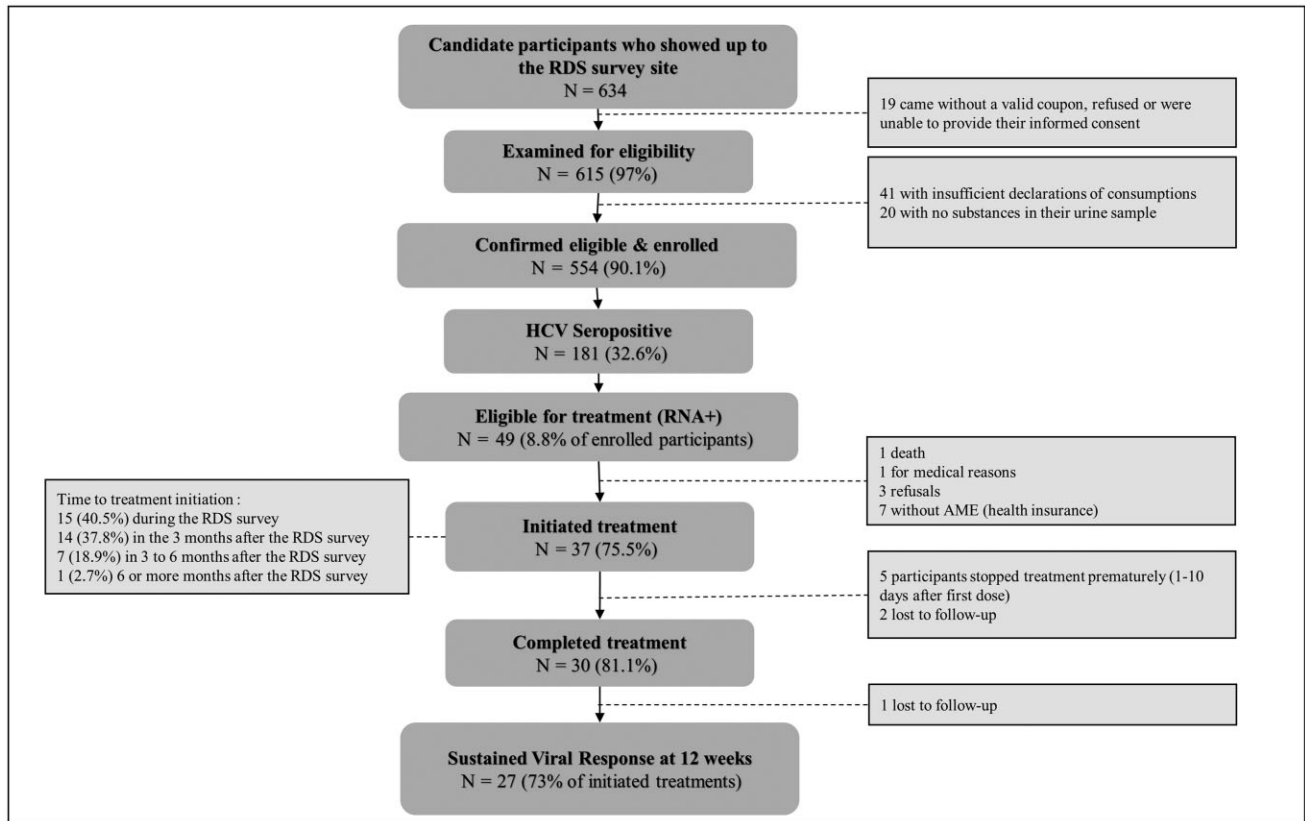 Candidate participants who showed up to
the RDS survey site
N = 634
19 came without a valid coupon, refused or were
unable to provide their informed consent
Examined for eligibility
N = 615 (97%)
41 with insufficient declarations of consumptions
20 with no substances in their urine sample
Confirmed eligible & enrolled
N = 554 (90.1%)
HCV Seropositive
N = 181 (32.6%)
Eligible for treatment (RNA+)
N = 49 (8.8% of enrolled participants)
1 death
1 for medical reasons
3 refusals
7 without AME (health insurance)
Time to treatment initiation :
15 (40.5%) during the RDS survey
14 (37.8%) in the 3 months after the RDS survey
7 (18.9%) in 3 to 6 months after the RDS survey
1 (2.7%) 6 or more months after the RDS survey
Initiated treatment
N = 37 (75.5%)
5 participants stopped treatment prematurely (1-10
days after first dose)
2 lost to follow-up
Completed treatment
N = 30 (81.1%)
1 lost to follow-up
Sustained Viral Response at 12 weeks
N = 27 (73% of initiated treatments)